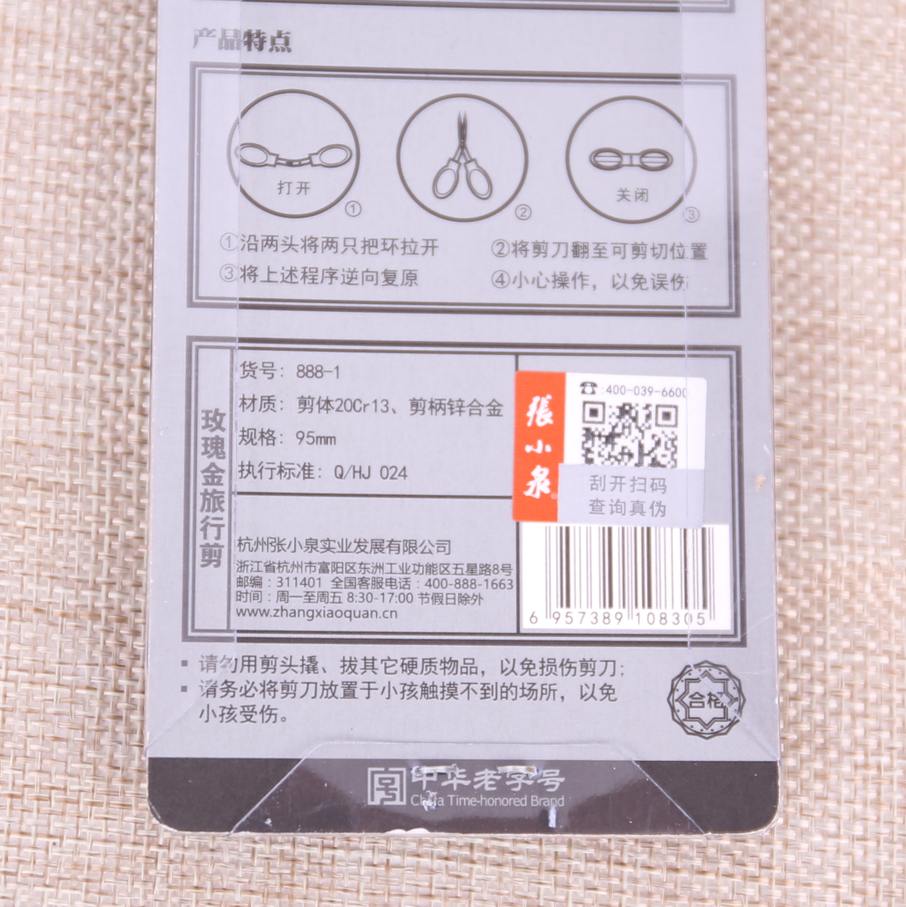 产品特点
打开
①
②
关闭
③
①沿两头将两只把环拉开
②将剪刀翻至可剪切位置
③将上述程序逆向复原
④小心操作，以免误伤
玫瑰金旅行剪
货号：888-1
材质：剪体20Cr13、剪柄锌合金
规格：95mm
执行标准：Q/HJ 024
張小泉
☎:400-039-6600
刮开扫码
查询真伪
杭州张小泉实业发展有限公司
浙江省杭州市富阳区东洲工业功能区五星路8号
邮编：311401 全国客服电话：400-888-1663
时间：周一至周五 8:30-17:00 节假日除外
www.zhangxiaoquan.cn
6 957389 108305
▪ 请勿用剪头撬、拔其它硬质物品，以免损伤剪刀；
▪ 请务必将剪刀放置于小孩触摸不到的场所，以免
小孩受伤。
合格
中华老字号
China Time-honored Brand